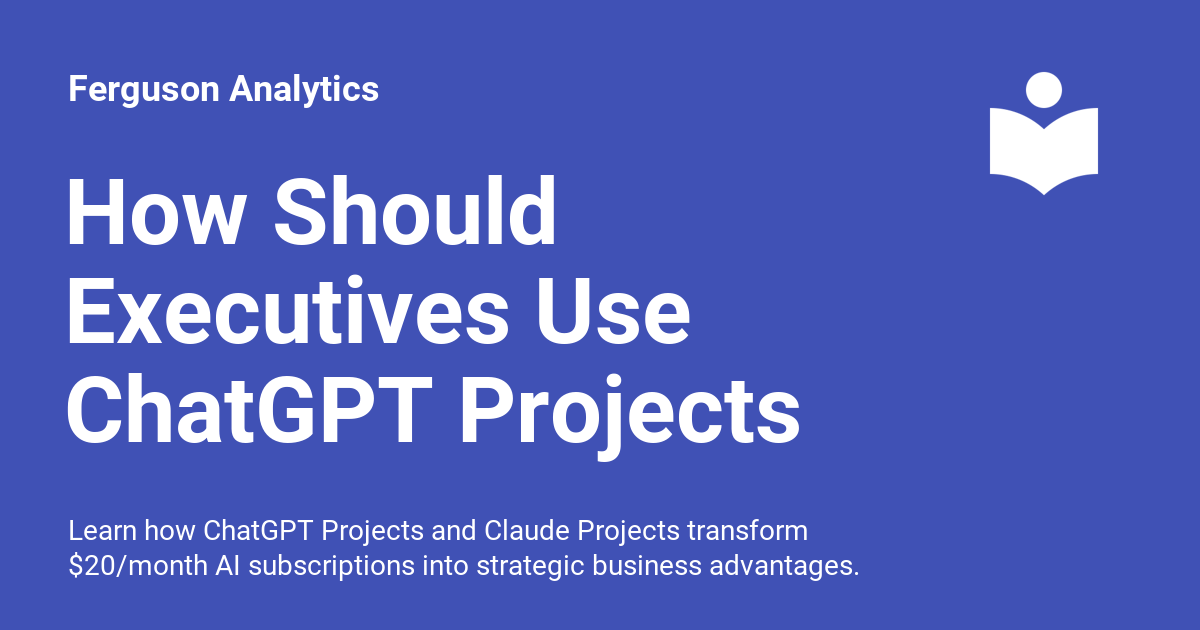 Ferguson Analytics
How Should
Executives Use
ChatGPT Projects
Learn how ChatGPT Projects and Claude Projects transform
$20/month AI subscriptions into strategic business advantages.